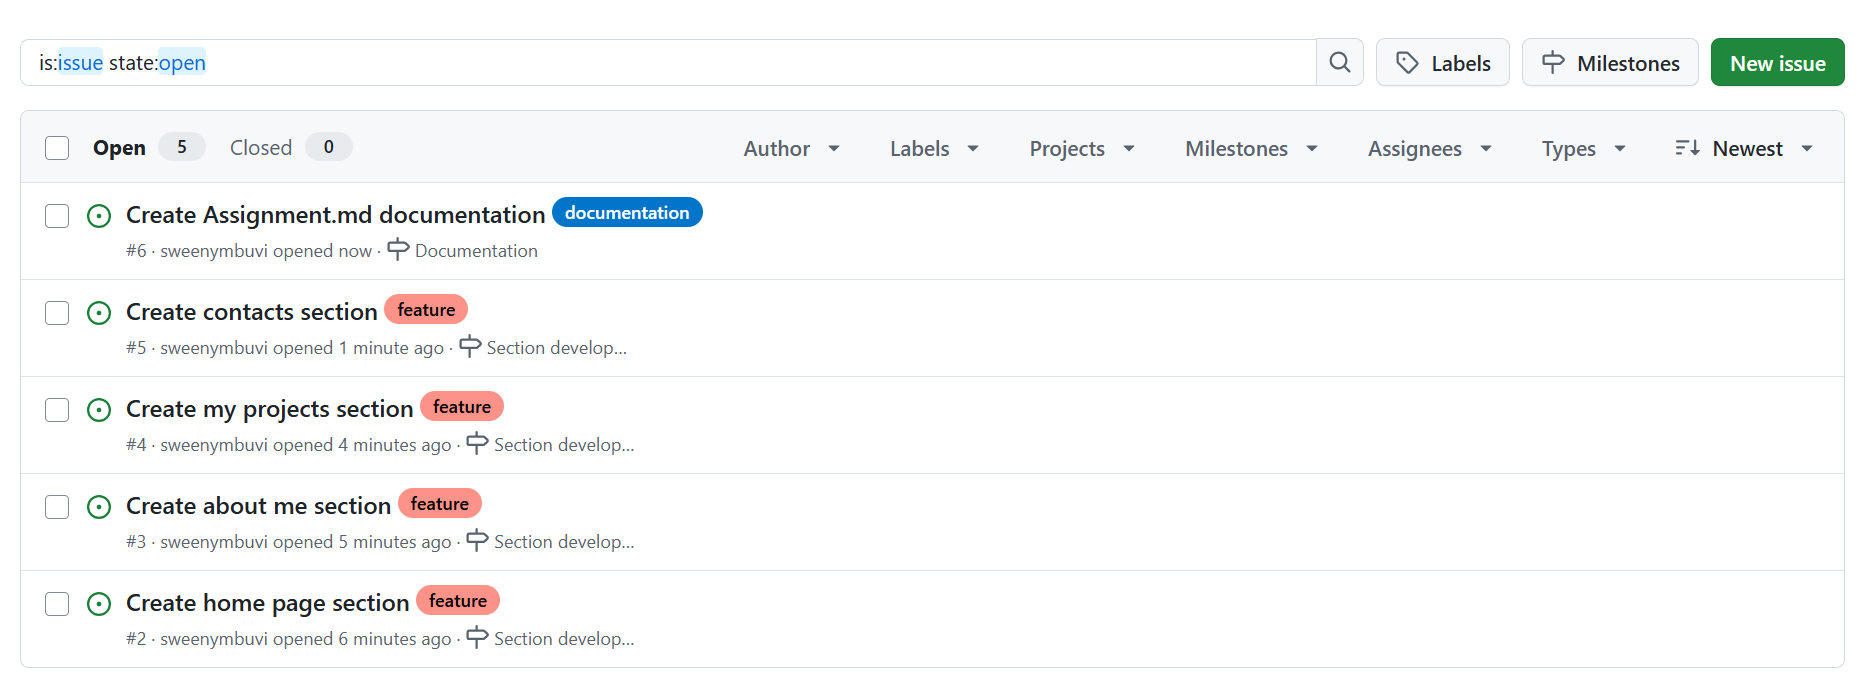 is:issue state:open
Labels
Milestones
New issue
Open 5 Closed 0 Author Labels Projects Milestones Assignees Types Newest
Create Assignment.md documentation documentation
#6 · sweenymbuvi opened now · Documentation
Create contacts section feature
#5 · sweenymbuvi opened 1 minute ago · Section develop...
Create my projects section feature
#4 · sweenymbuvi opened 4 minutes ago · Section develop...
Create about me section feature
#3 · sweenymbuvi opened 5 minutes ago · Section develop...
Create home page section feature
#2 · sweenymbuvi opened 6 minutes ago · Section develop...